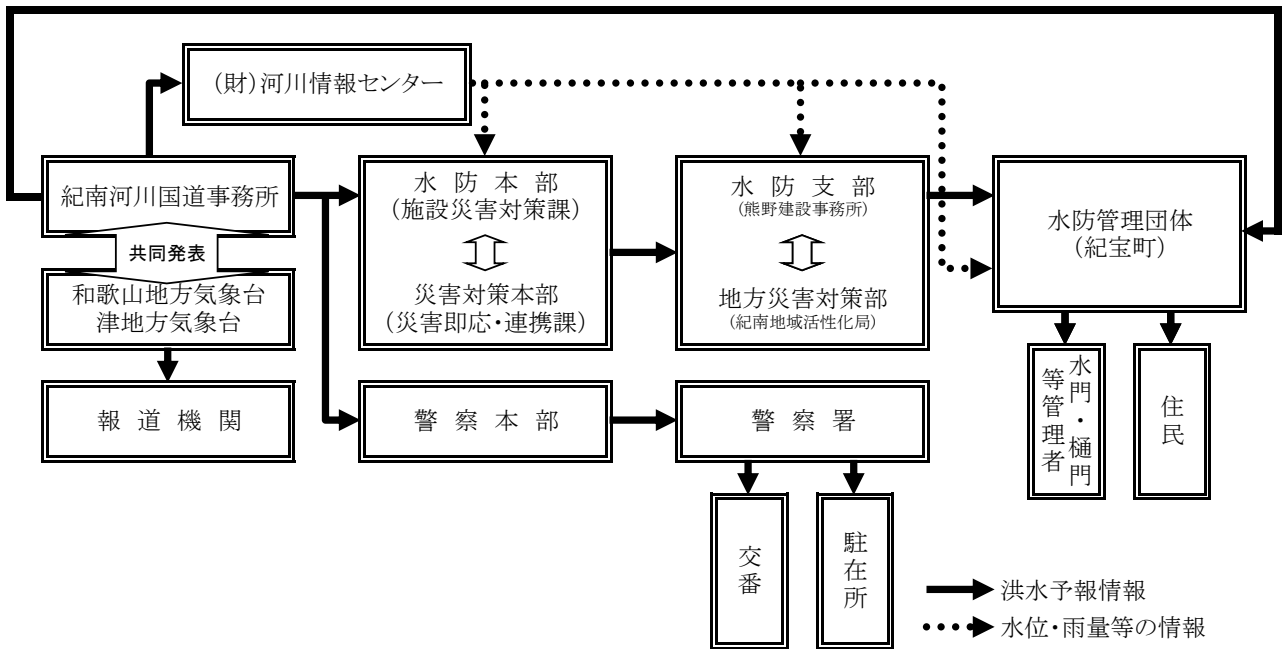 (財)河川情報センター
紀南河川国道事務所
共同発表
和歌山地方気象台
津地方気象台
報道機関
水防本部
(施設災害対策課)
災害対策本部
(災害即応・連携課)
警察本部
水防支部
(熊野建設事務所)
地方災害対策部
(紀南地域活性化局)
警察署
交番
駐在所
水防管理団体
(紀宝町)
水門・樋門
等管理者
住民
洪水予報情報
水位・雨量等の情報